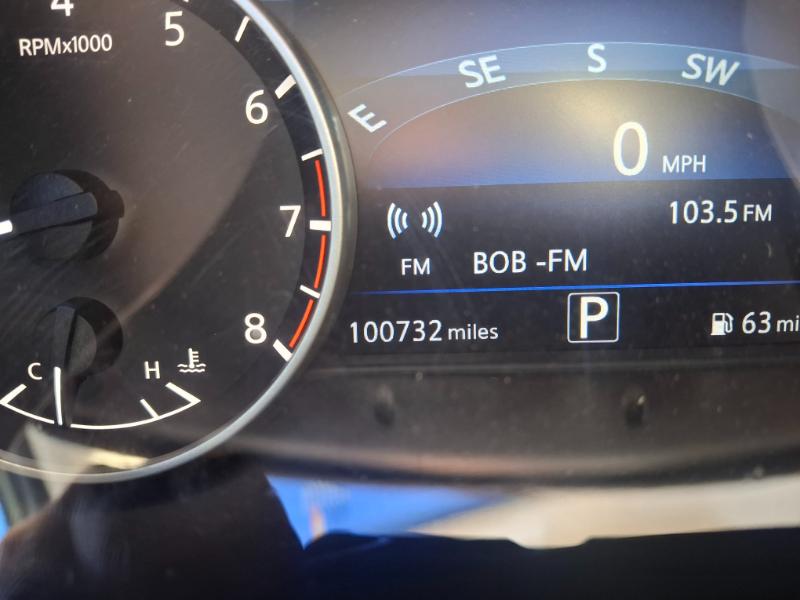 4
RPMx1000
5
6
7
8
C
H
E
SE
S
SW
0 MPH
103.5 FM
FM
BOB -FM
100732 miles
P
63 mi